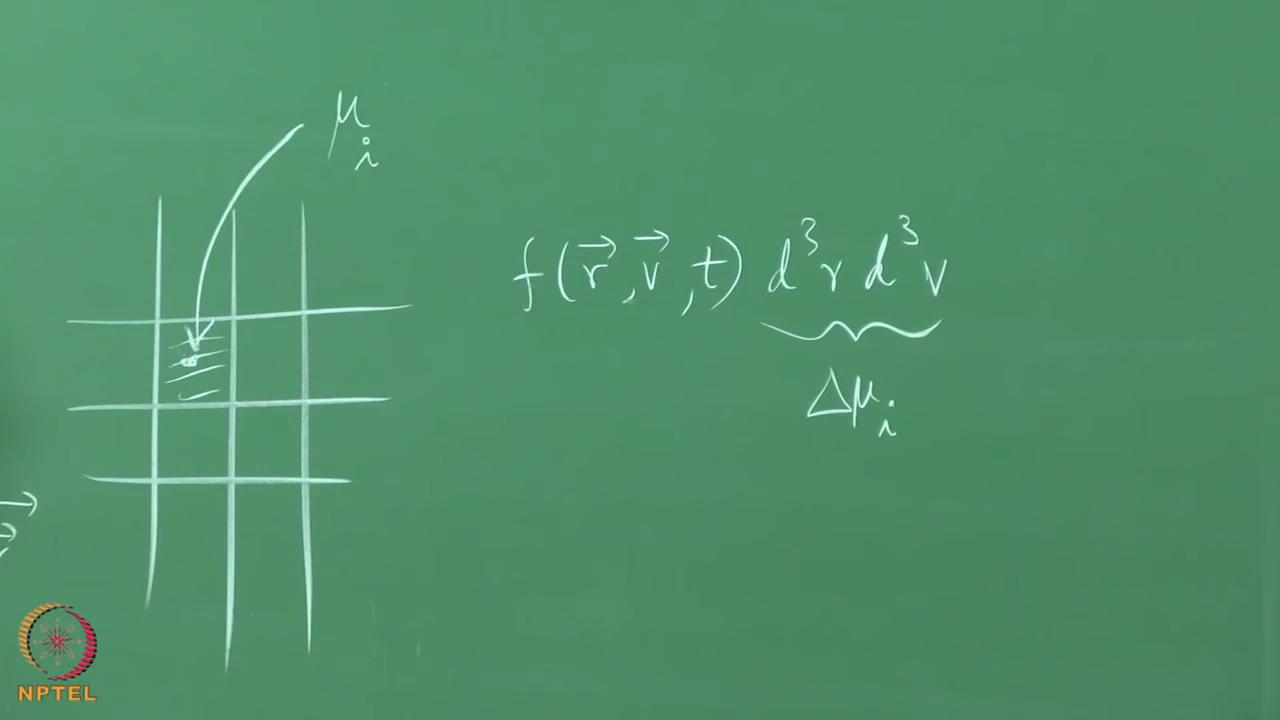 μᵢ
f(r⃗, v⃗, t) d³r d³v
Δμᵢ
NPTEL